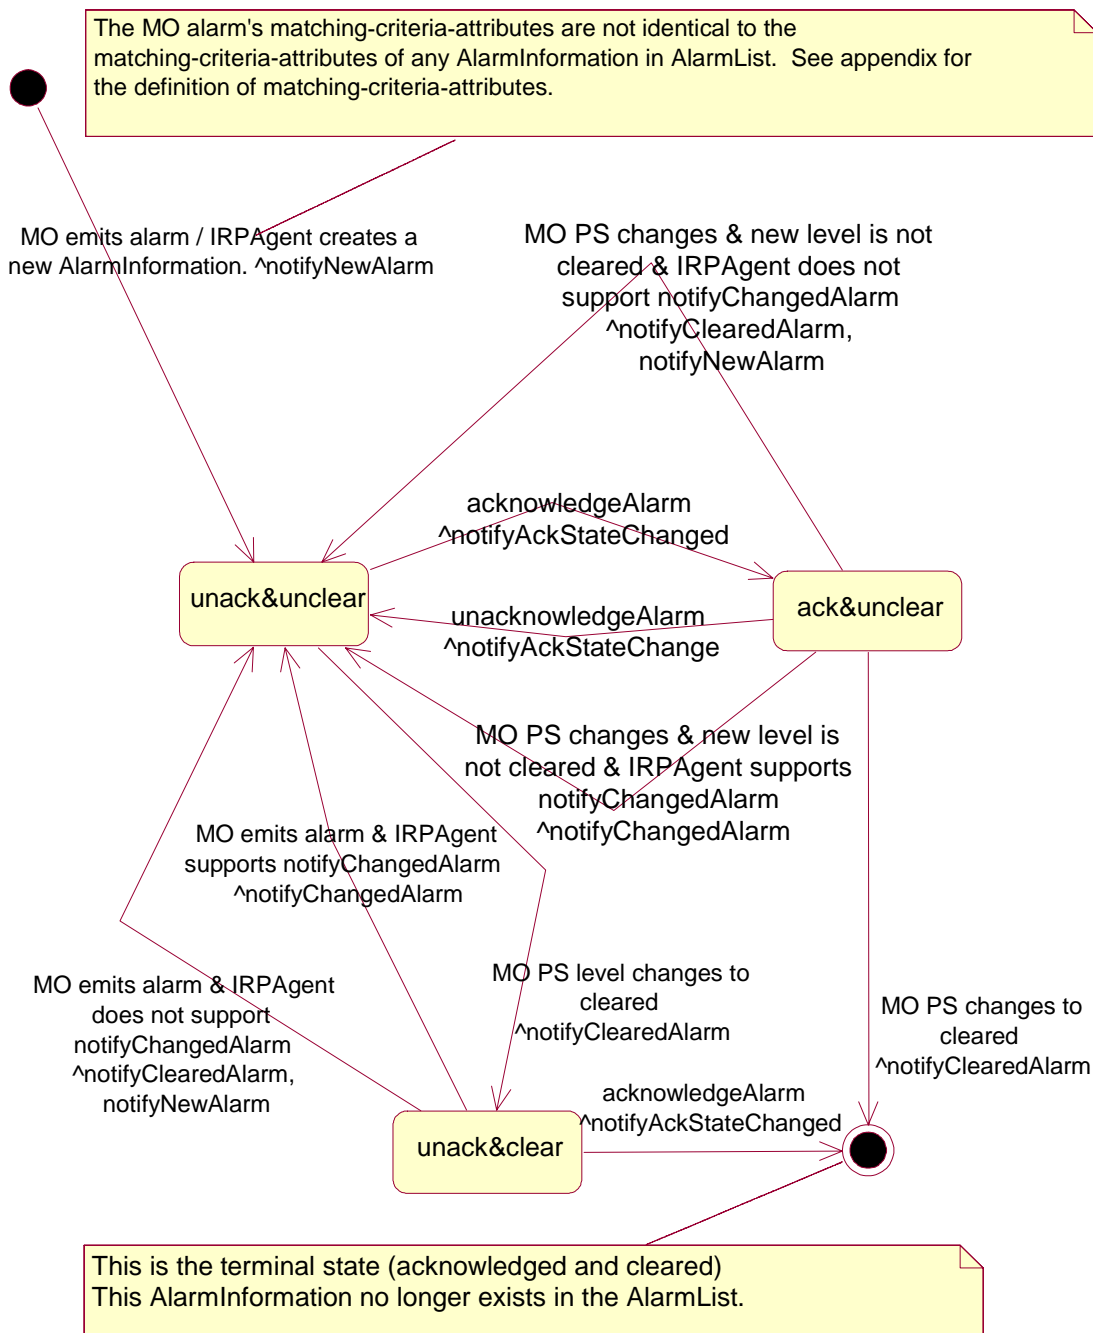 The MO alarm's matching-criteria-attributes are not identical to the
matching-criteria-attributes of any AlarmInformation in AlarmList.  See appendix for
the definition of matching-criteria-attributes.
MO emits alarm / IRPAgent creates a
new AlarmInformation. ^notifyNewAlarm
MO PS changes & new level is not
cleared & IRPAgent does not
support notifyChangedAlarm
^notifyClearedAlarm,
notifyNewAlarm
acknowledgeAlarm
^notifyAckStateChanged
unack&unclear
ack&unclear
unacknowledgeAlarm
^notifyAckStateChange
MO PS changes & new level is
not cleared & IRPAgent supports
notifyChangedAlarm
^notifyChangedAlarm
MO emits alarm & IRPAgent
supports notifyChangedAlarm
^notifyChangedAlarm
MO emits alarm & IRPAgent
does not support
notifyChangedAlarm
^notifyClearedAlarm,
notifyNewAlarm
MO PS level changes to
cleared
^notifyClearedAlarm
MO PS changes to
cleared
^notifyClearedAlarm
acknowledgeAlarm
^notifyAckStateChanged
unack&clear
This is the terminal state (acknowledged and cleared)
This AlarmInformation no longer exists in the AlarmList.